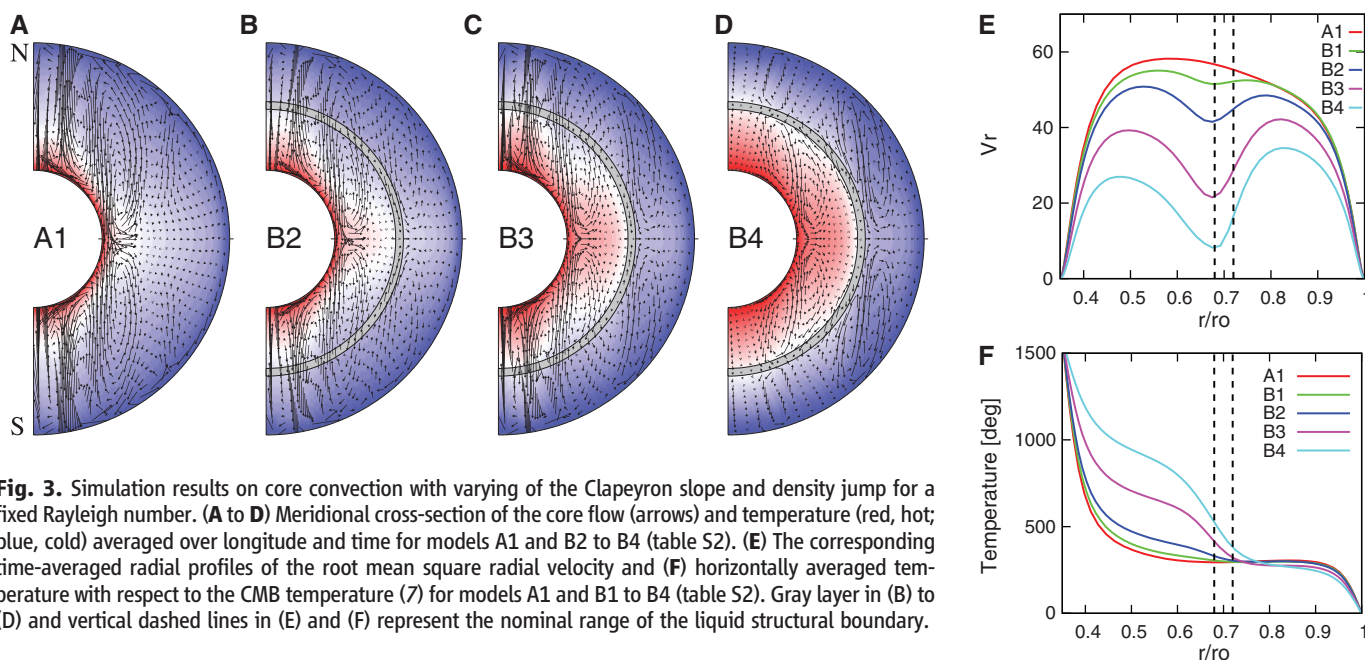 A
N
A1
S
B
B2
C
B3
D
B4
E
A1
B1
B2
B3
B4
60
40
20
0
Vr
0.4 0.5 0.6 0.7 0.8 0.9 1
r/ro
F
A1
B1
B2
B3
B4
1500
1000
500
0
Temperature [deg]
0.4 0.5 0.6 0.7 0.8 0.9 1
r/ro
Fig. 3. Simulation results on core convection with varying of the Clapeyron slope and density jump for a
fixed Rayleigh number. (A to D) Meridional cross-section of the core flow (arrows) and temperature (red, hot;
blue, cold) averaged over longitude and time for models A1 and B2 to B4 (table S2). (E) The corresponding
time-averaged radial profiles of the root mean square radial velocity and (F) horizontally averaged tem-
perature with respect to the CMB temperature (7) for models A1 and B1 to B4 (table S2). Gray layer in (B) to
(D) and vertical dashed lines in (E) and (F) represent the nominal range of the liquid structural boundary.